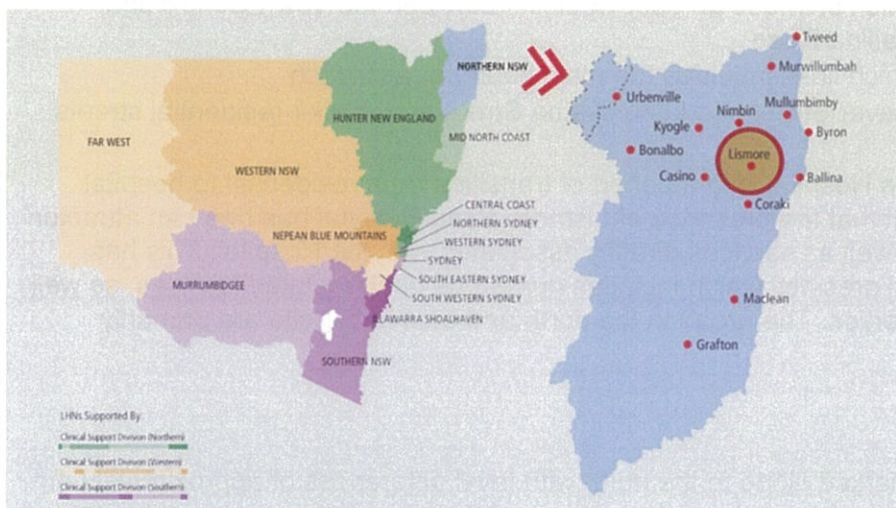 FAR WEST
WESTERN NSW
HUNTER NEW ENGLAND
NORTHERN NSW
MID NORTH COAST
NEPEAN BLUE MOUNTAINS
CENTRAL COAST
NORTHERN SYDNEY
WESTERN SYDNEY
SYDNEY
SOUTH EASTERN SYDNEY
SOUTH WESTERN SYDNEY
ILLAWARRA SHOALHAVEN
MURRUMBIDGEE
SOUTHERN NSW
LHNs Supported By:
Clinical Support Division (Northern)
Clinical Support Division (Western)
Clinical Support Division (Southern)
Tweed
Murwillumbah
Urbenville
Mullumbimby
Nimbin
Kyogle
Byron
Bonalbo
Lismore
Casino
Ballina
Coraki
Maclean
Grafton